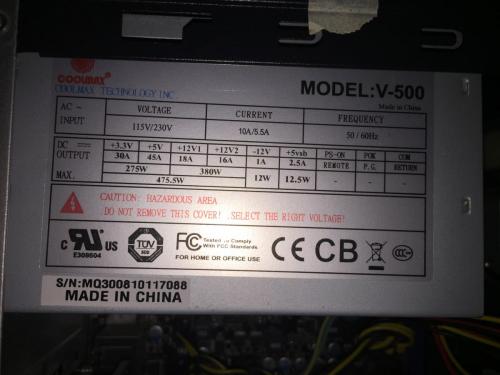 COOLMAX
COOLMAX TECHNOLOGY INC
MODEL:V-500
Made in China
AC ~ INPUT VOLTAGE CURRENT FREQUENCY
115V/230V 10A/5.5A 50 / 60Hz
DC OUTPUT +3.3V +5V +12V1 +12V2 -12V +5vsb PS-ON POK COM
30A 45A 18A 16A 1A 2.5A REMOTE P.G. RETURN
MAX. 275W 380W 12W 12.5W - - -
475.5W
CAUTION: HAZARDOUS AREA
DO NOT REMOVE THIS COVER! .SELECT THE RIGHT VOLTAGE!
c RU US
E308604
TÜV
FC Tested to Comply
With FCC Standards
FOR HOME OR OFFICE USE
CE CB CCC
S/N:MQ300810117088
MADE IN CHINA